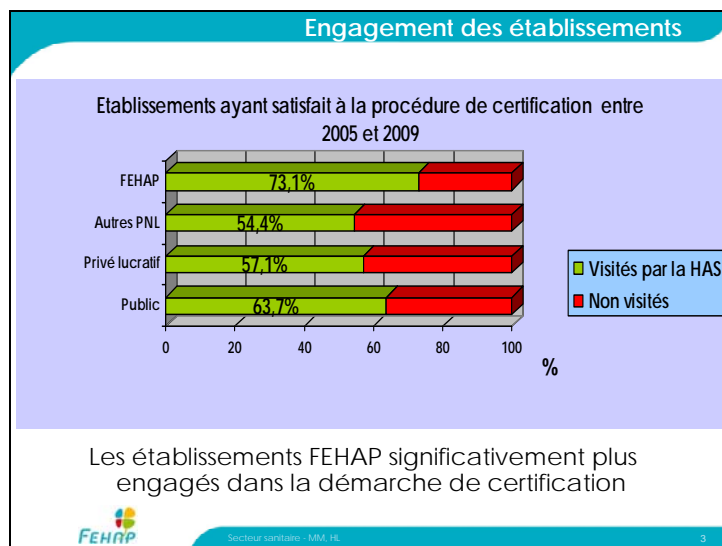 Engagement des établissements
Etablissements ayant satisfait à la procédure de certification entre
2005 et 2009
FEHAP
73,1%
Autres PNL
54,4%
Privé lucratif
57,1%
Public
63,7%
0 20 40 60 80 100
%
Visités par la HAS
Non visités
Les établissements FEHAP significativement plus
engagés dans la démarche de certification
FEHAP
Secteur sanitaire - MM, HL
3